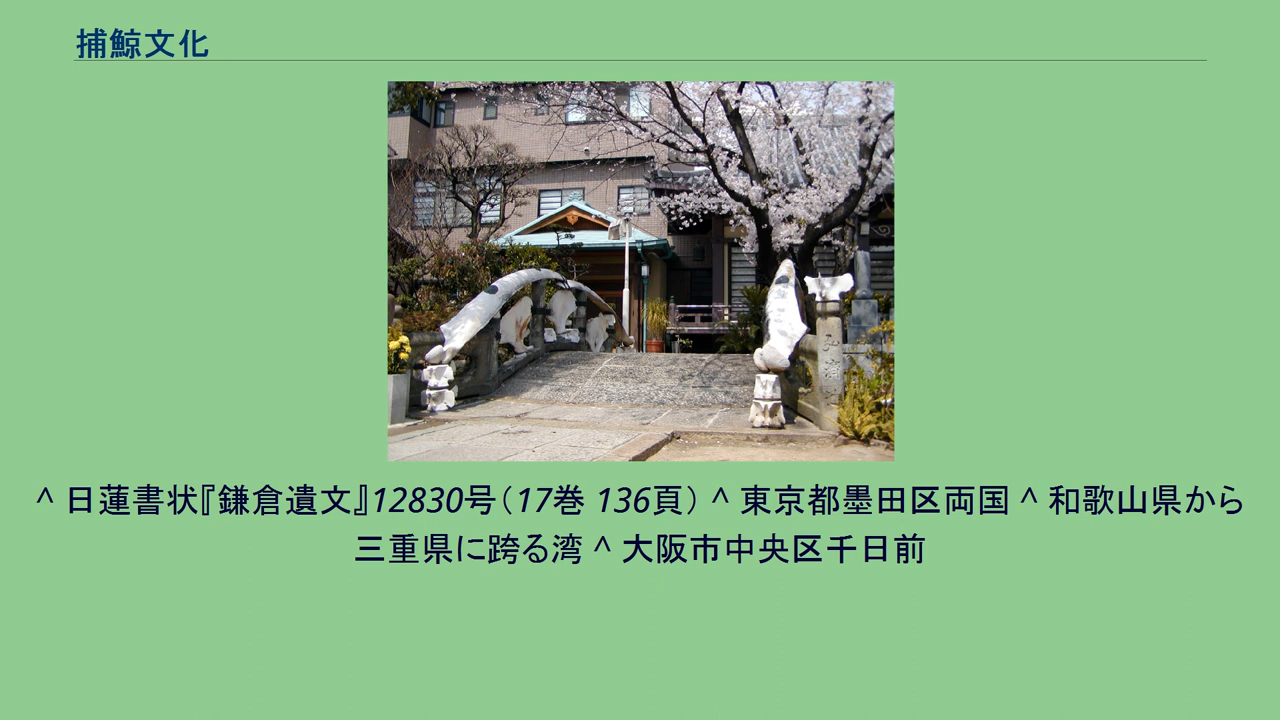 捕鯨文化
^ 日蓮書状『鎌倉遺文』12830号（17巻 136頁） ^ 東京都墨田区両国 ^ 和歌山県から
三重県に跨る湾 ^ 大阪市中央区千日前